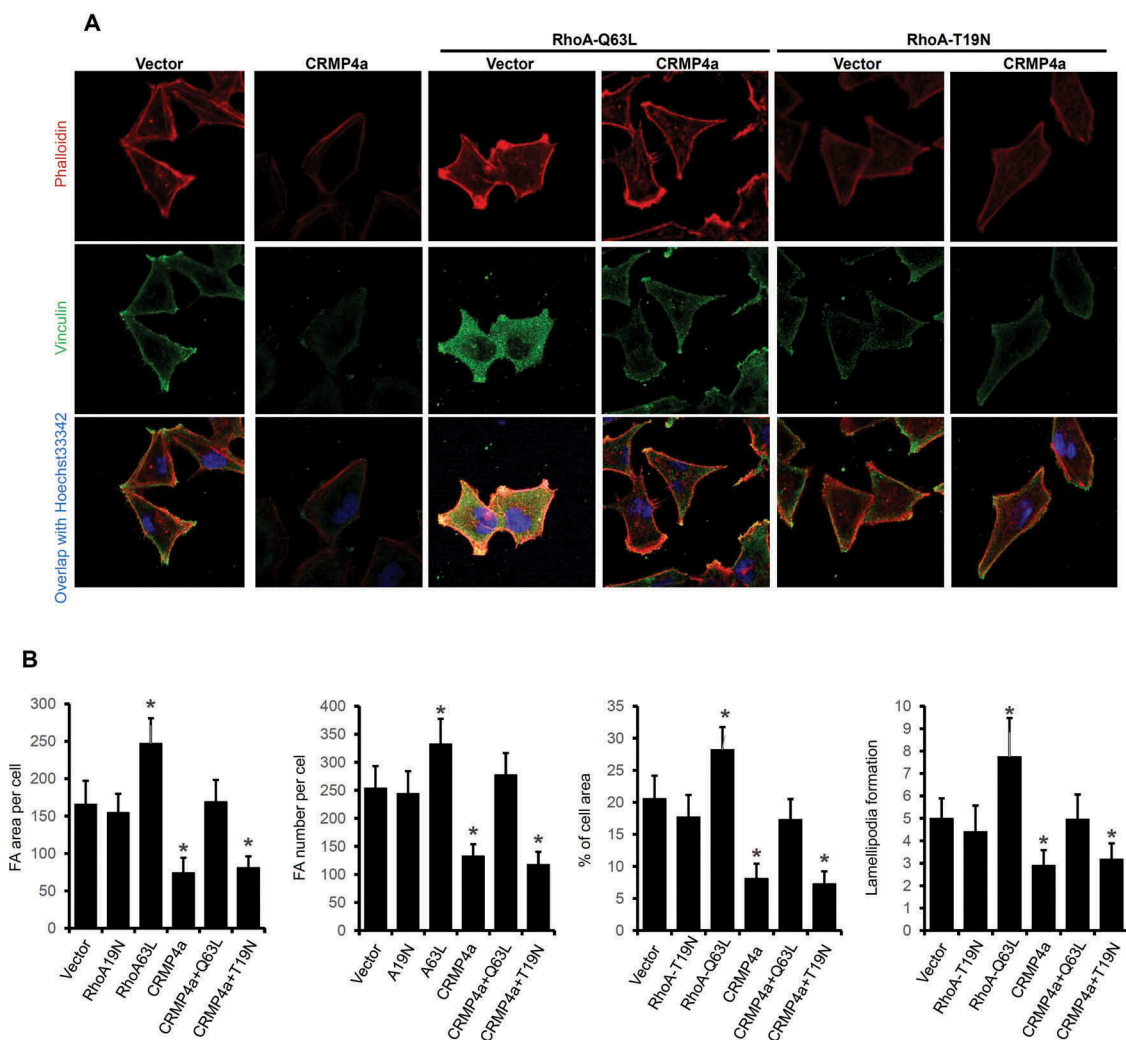 A
RhoA-Q63L
RhoA-T19N
Vector
CRMP4a
Vector
CRMP4a
Vector
CRMP4a
Phalloidin
Vinculin
Overlap with Hoechst33342
B
FA area per cell
300
250
200
150
100
50
0
*
*
*
Vector
RhoA19N
RhoA63L
CRMP4a
CRMP4a+Q63L
CRMP4a+T19N
FA number per cel
400
350
300
250
200
150
100
50
0
*
*
*
Vector
A19N
A63L
CRMP4a
CRMP4a+Q63L
CRMP4a+T19N
% of cell area
35
30
25
20
15
10
5
0
*
*
*
Vector
RhoA-T19N
RhoA-Q63L
CRMP4a
CRMP4a+Q63L
CRMP4a+T19N
Lamellipodia formation
10
9
8
7
6
5
4
3
2
1
0
*
*
*
Vector
RhoA-T19N
RhoA-Q63L
CRMP4a
CRMP4a+Q63L
CRMP4a+T19N